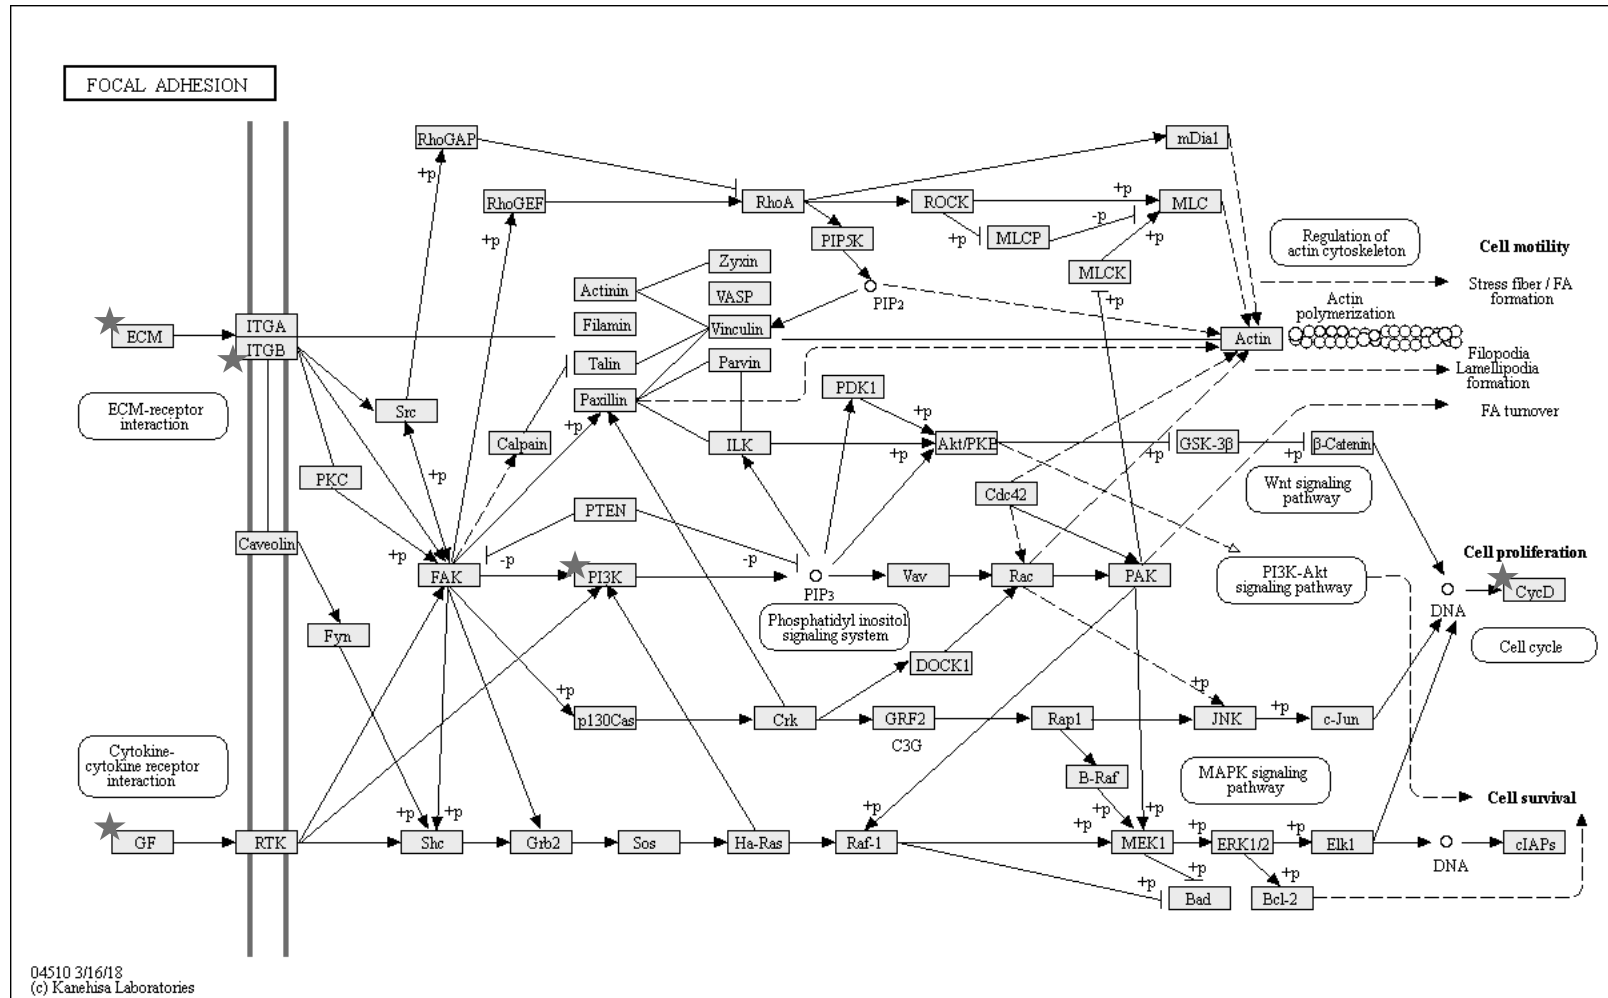 FOCAL ADHESION
RhoGAP
mDia1
+p
RhoGEF
RhoA
ROCK
+p
MLC
-p
+p
+p
PIP5K
+p
MLCP
Regulation of
actin cytoskeleton
Cell motility
Zyxin
MLCK
Actinin
VASP
PIP2
+p
Stress fiber / FA
formation
Actin
polymerization
ECM
ITGA
Filamin
Vinculin
Actin
ITGB
Talin
Parvin
Filopodia
Lamellipodia
formation
PDK1
ECM-receptor
interaction
Src
Paxillin
FA turnover
+p
+p
Calpain
ILK
Akt/PKB
GSK-3β
β-Catenin
+p
+p
+p
+p
PKC
Cdc42
Wnt signaling
pathway
PTEN
Caveolin
+p
-p
-p
Cell proliferation
FAK
PI3K
PIP3
Vav
Rac
PAK
PI3K-Akt
signaling pathway
CycD
DNA
Phosphatidyl inositol
signaling system
Fyn
Cell cycle
DOCK1
+p
+p
p130Cas
Crk
GRF2
Rap1
JNK
+p
c-Jun
C3G
Cytokine-
cytokine receptor
interaction
B-Raf
MAPK signaling
pathway
Cell survival
+p
+p
+p
+p
+p
+p
+p
GF
RTK
Shc
Grb2
Sos
Ha-Ras
Raf-1
MEK1
ERK1/2
Elk1
DNA
cIAPs
+p
+p
+p
Bad
Bcl-2
04510 3/16/18
(c) Kanehisa Laboratories